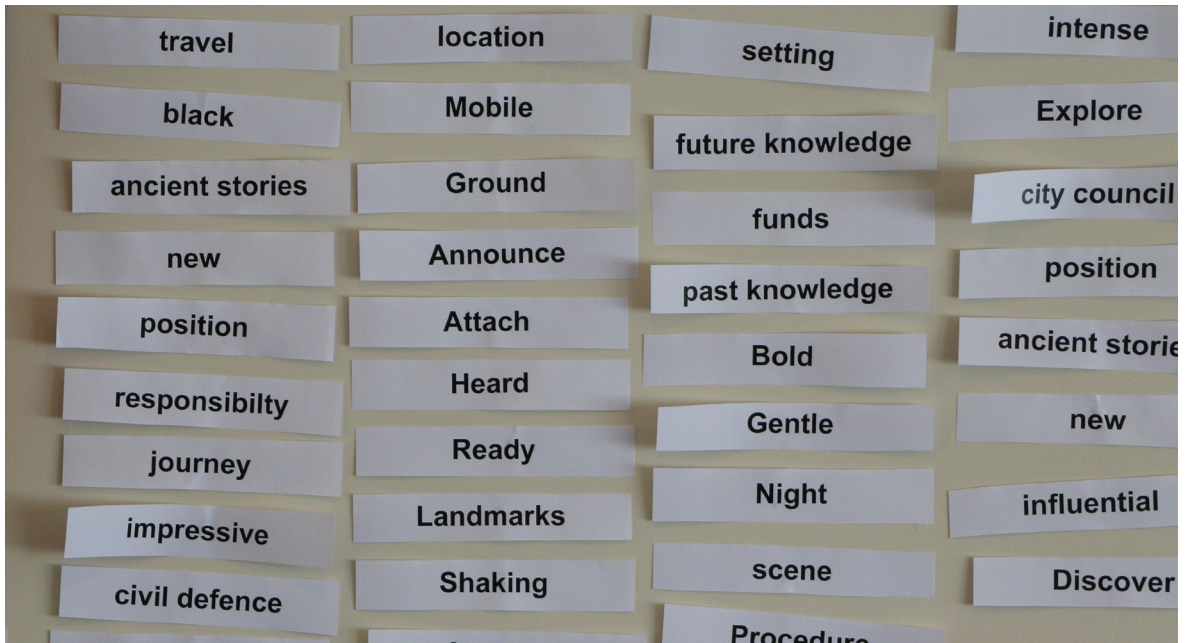 travel
black
ancient stories
new
position
responsibilty
journey
impressive
civil defence
location
Mobile
Ground
Announce
Attach
Heard
Ready
Landmarks
Shaking
setting
future knowledge
funds
past knowledge
Bold
Gentle
Night
scene
Procedure
intense
Explore
city council
position
ancient storie
new
influential
Discover